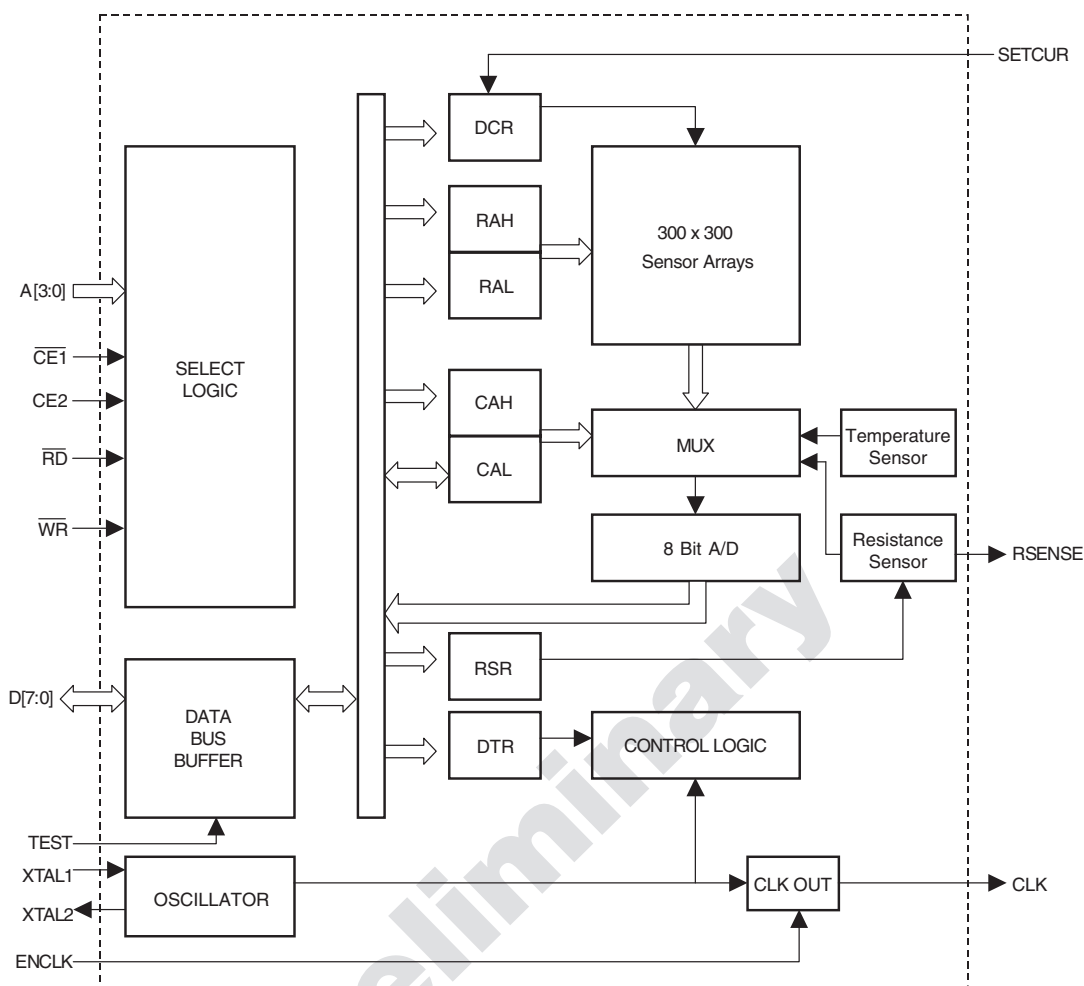 SETCUR
DCR
RAH
RAL
300 x 300
Sensor Arrays
A[3:0]
CE1
CE2
RD
WR
SELECT
LOGIC
CAH
CAL
MUX
Temperature
Sensor
8 Bit A/D
Resistance
Sensor
RSENSE
RSR
D[7:0]
DATA
BUS
BUFFER
DTR
CONTROL LOGIC
TEST
XTAL1
XTAL2
OSCILLATOR
CLK OUT
CLK
ENCLK
eliminary